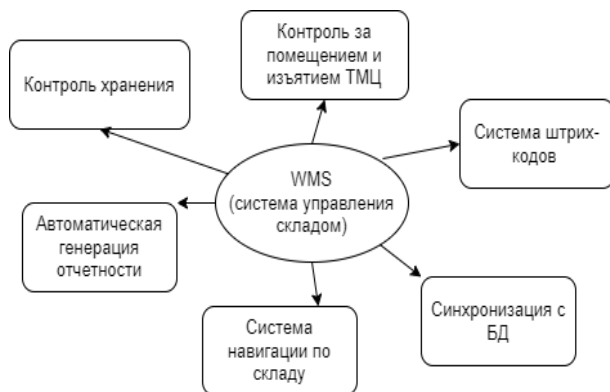 Контроль за
помещением и
изъятием ТМЦ
Контроль хранения
Система штрих-
кодов
WMS
(система управления
складом)
Автоматическая
генерация
отчетности
Синхронизация с
БД
Система
навигации по
складу